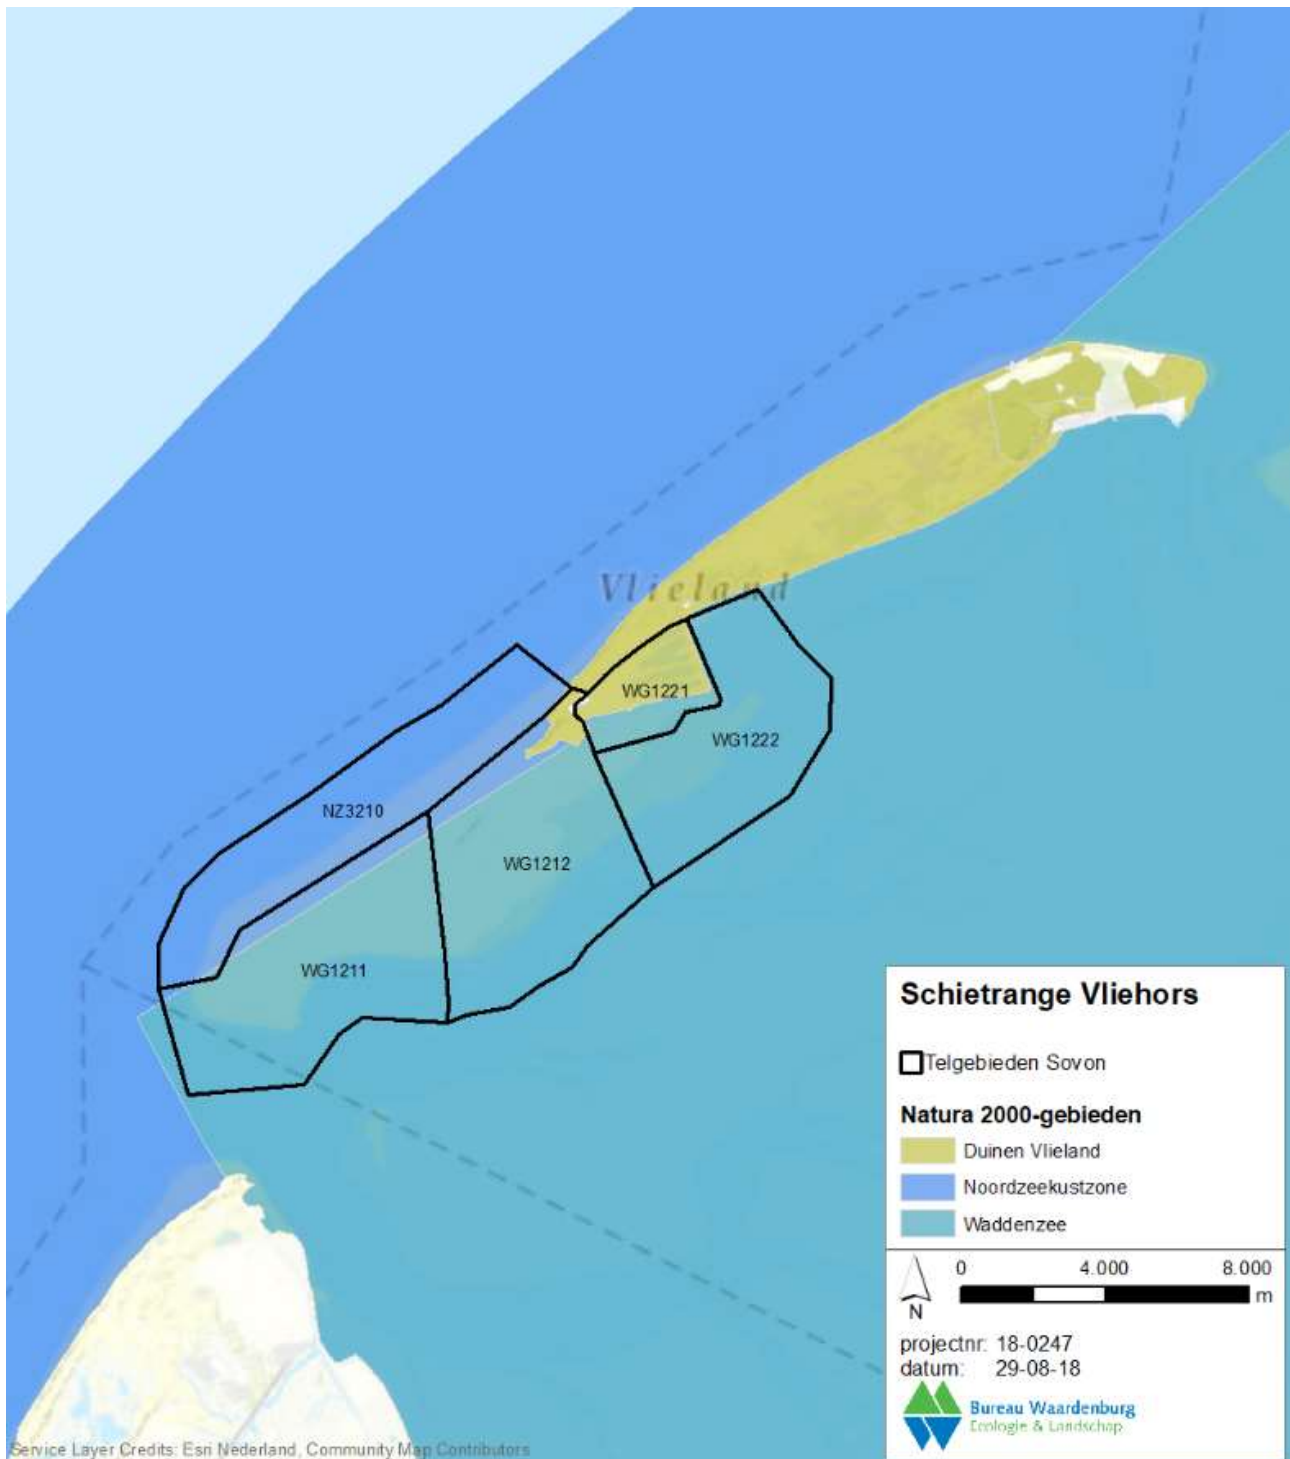 Vlieland
WG1221
WG1222
NZ3210
WG1212
WG1211
Schietrange Vliehors
Telgebieden Sovon
Natura 2000-gebieden
Duinen Vlieland
Noordzeekustzone
Waddenzee
0 4.000 8.000
m
N
projectnr: 18-0247
datum: 29-08-18
Bureau Waardenburg
Ecologie & Landschap
Service Layer Credits: Esri Nederland, Community Map Contributors